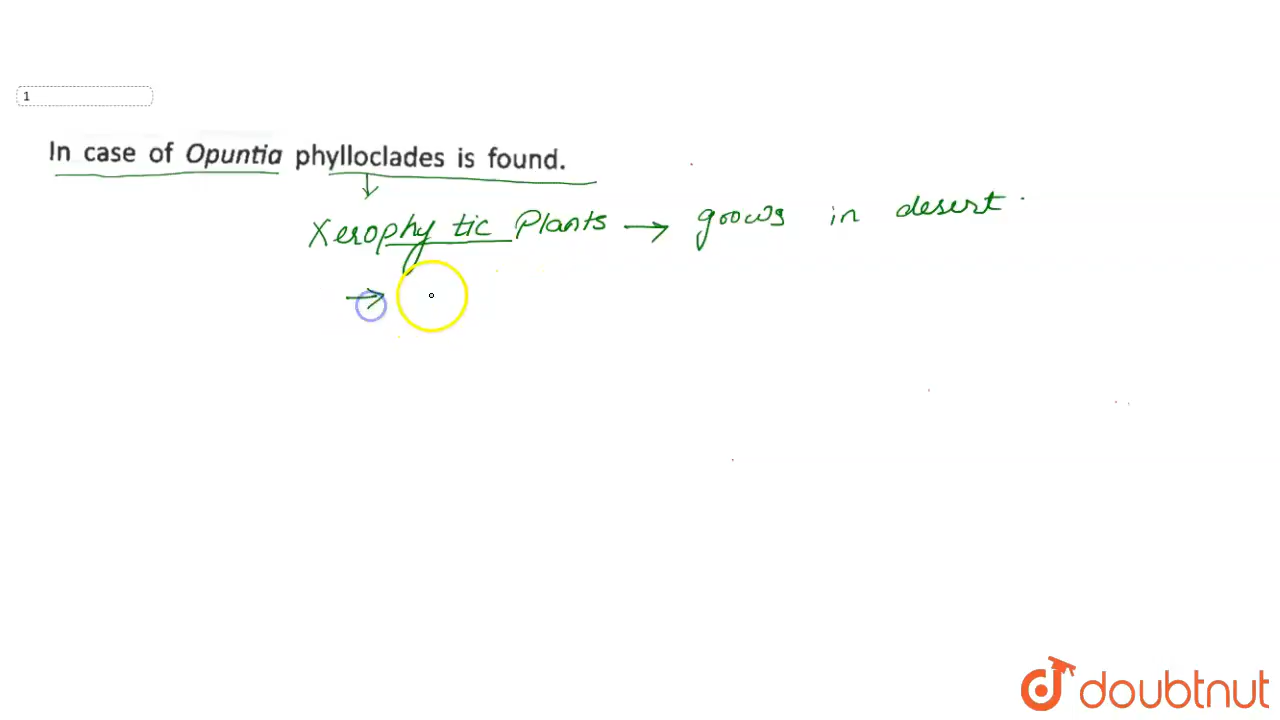 1
In case of Opuntia phylloclades is found.
Xerophytic Plants → grows in desert.
→
doubtnut